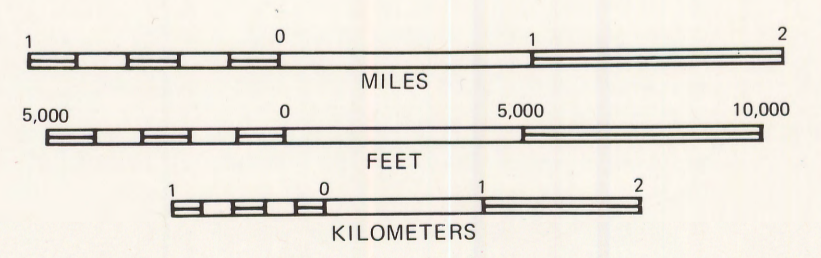 1 0 1 2
MILES
5,000 0 5,000 10,000
FEET
1 0 1 2
KILOMETERS